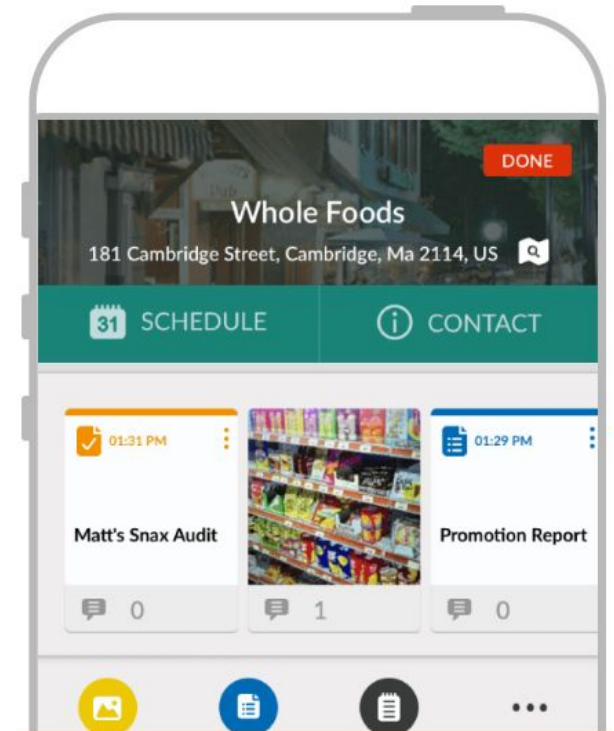 DONE
Whole Foods
181 Cambridge Street, Cambridge, Ma 2114, US
31 SCHEDULE
CONTACT
01:31 PM
01:29 PM
Matt's Snax Audit
Promotion Report
0
1
0